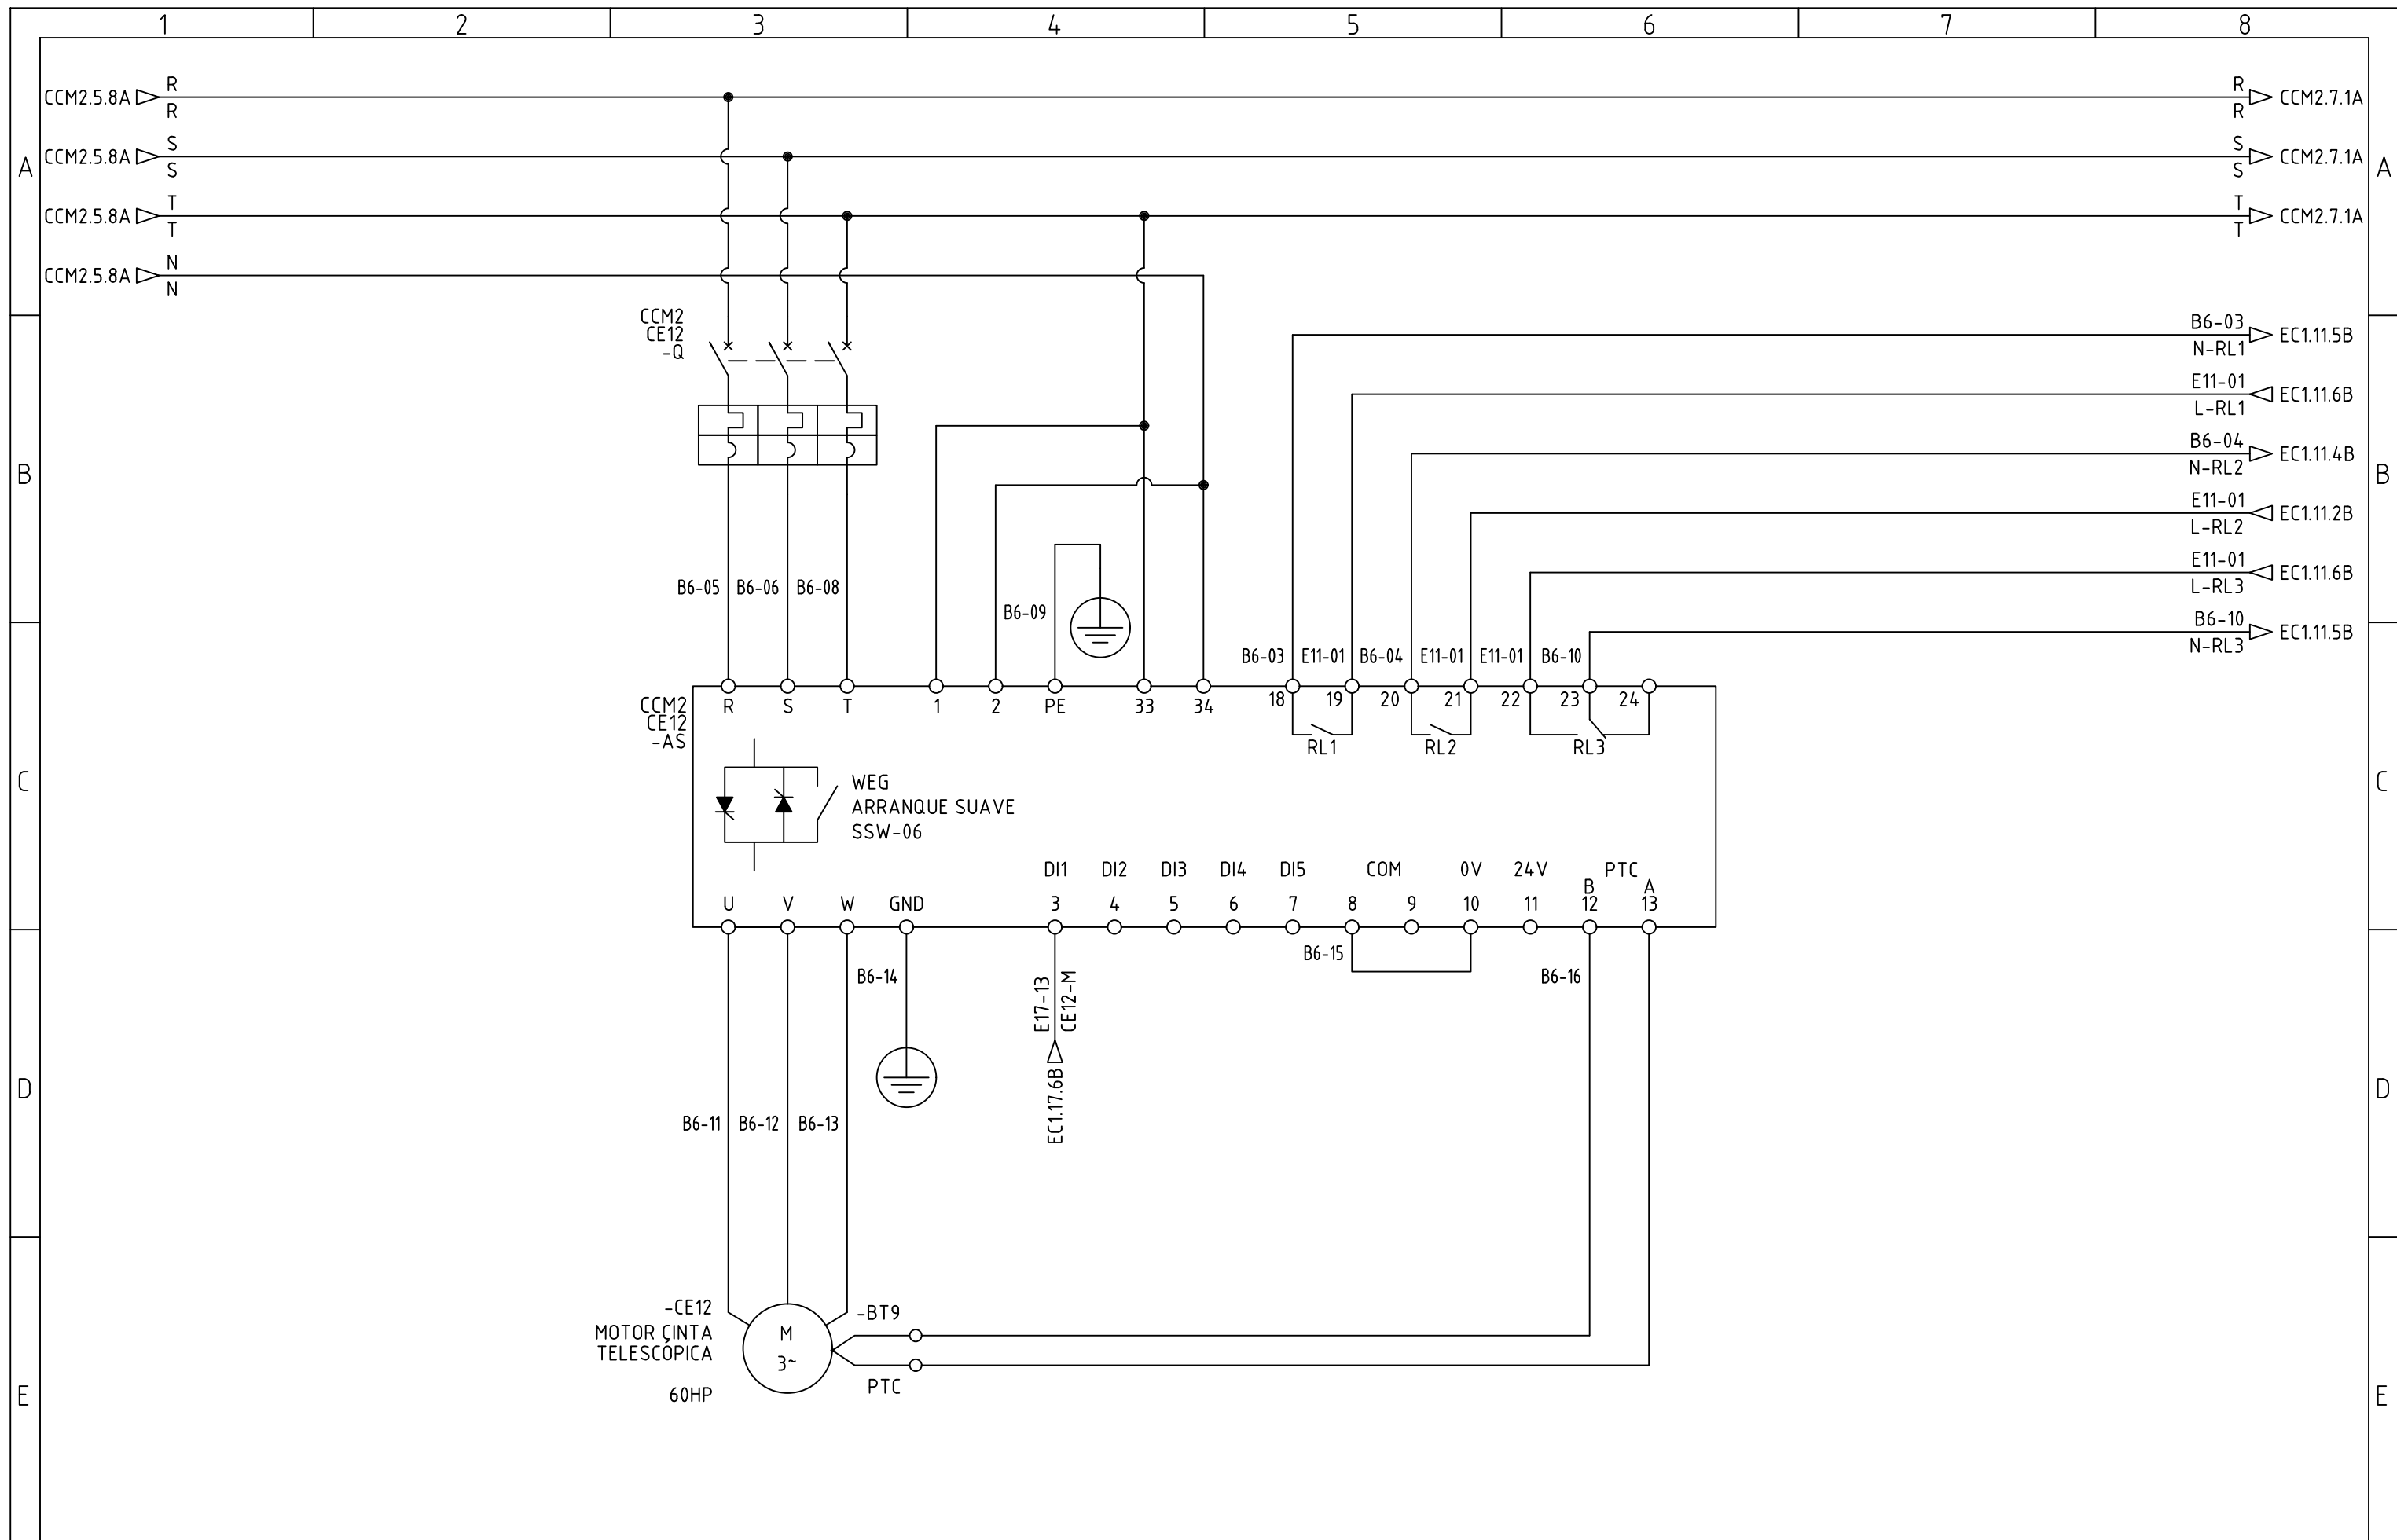 1 2 3 4 5 6 7 8
R R
CCM2.5.8A CCM2.7.1A
R R
S S
CCM2.5.8A CCM2.7.1A
A A
S S
T T
CCM2.5.8A CCM2.7.1A
T T
N
CCM2.5.8A
N
CCM2
CE12
-Q
B6-03
EC1.11.5B
N-RL1
E11-01
EC1.11.6B
L-RL1
B6-04
EC1.11.4B
N-RL2
B B
E11-01
EC1.11.2B
L-RL2
E11-01
EC1.11.6B
L-RL3
B6-10
EC1.11.5B
N-RL3
B6-05 B6-06 B6-08
B6-09
B6-03 E11-01 B6-04 E11-01 E11-01 B6-10
CCM2
CE12
-AS
R S T 1 2 PE 33 34 18 19 20 21 22 23 24
RL1 RL2 RL3
C C
WEG
ARRANQUE SUAVE
SSW-06
DI1 DI2 DI3 DI4 DI5 COM 0V 24V PTC
B A
U V W GND 3 4 5 6 7 8 9 10 11 12 13
B6-15
B6-14
B6-16
E17-13
CE12-M
EC1.17.6B
D D
B6-11 B6-12 B6-13
-CE12
MOTOR CINTA
TELESCÓPICA
60HP
M
3~
-BT9
PTC
E E